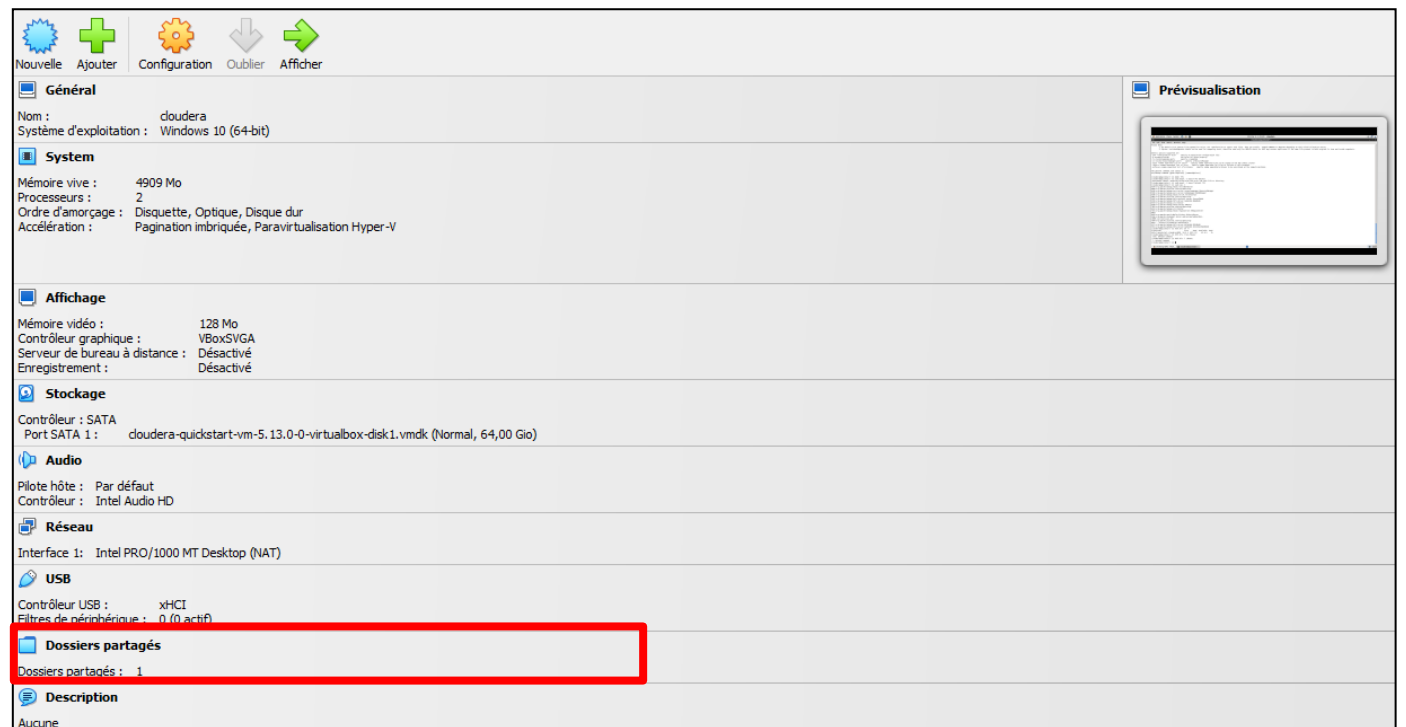 Nouvelle Ajouter Configuration Oublier Afficher
Général
Nom : cloudera
Système d'exploitation : Windows 10 (64-bit)
Prévisualisation
System
Mémoire vive : 4909 Mo
Processeurs : 2
Ordre d'amorçage : Disquette, Optique, Disque dur
Accélération : Pagination imbriquée, Paravirtualisation Hyper-V
Affichage
Mémoire vidéo : 128 Mo
Contrôleur graphique : VBoxSVGA
Serveur de bureau à distance : Désactivé
Enregistrement : Désactivé
Stockage
Contrôleur : SATA
Port SATA 1 : cloudera-quickstart-vm-5.13.0-0-virtualbox-disk1.vmdk (Normal, 64,00 Gio)
Audio
Pilote hôte : Par défaut
Contrôleur : Intel Audio HD
Réseau
Interface 1: Intel PRO/1000 MT Desktop (NAT)
USB
Contrôleur USB : xHCI
Filtres de périphérique : 0 (0 actif)
Dossiers partagés
Dossiers partagés : 1
Description
Aucune